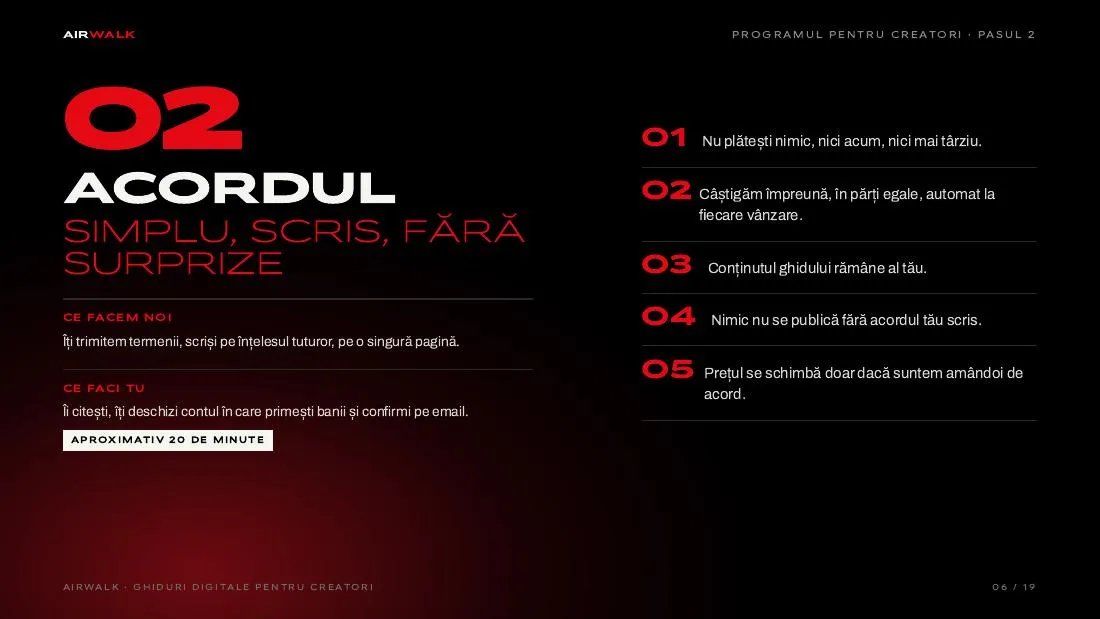 AIRWALK
PROGRAMUL PENTRU CREATORI · PASUL 2
02
ACORDUL
SIMPLU, SCRIS, FĂRĂ
SURPRIZE
CE FACEM NOI
Îți trimitem termenii, scriși pe înțelesul tuturor, pe o singură pagină.
CE FACI TU
Îi citești, îți deschizi contul în care primești banii și confirmi pe email.
APROXIMATIV 20 DE MINUTE
01 Nu plătești nimic, nici acum, nici mai târziu.
02 Câștigăm împreună, în părți egale, automat la
fiecare vânzare.
03 Conținutul ghidului rămâne al tău.
04 Nimic nu se publică fără acordul tău scris.
05 Prețul se schimbă doar dacă suntem amândoi de
acord.
AIRWALK · GHIDURI DIGITALE PENTRU CREATORI
06 / 19